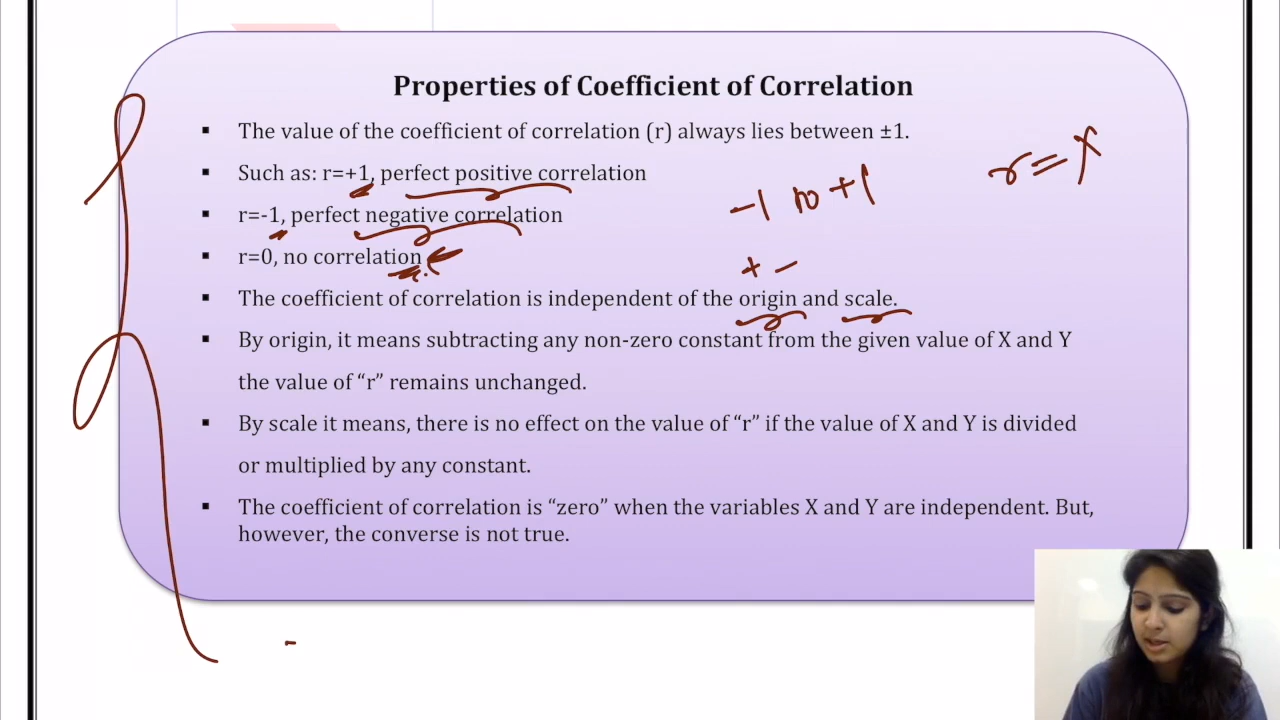 Properties of Coefficient of Correlation
▪ The value of the coefficient of correlation (r) always lies between ±1.
▪ Such as: r=+1, perfect positive correlation
▪ r=-1, perfect negative correlation
▪ r=0, no correlation
▪ The coefficient of correlation is independent of the origin and scale.
▪ By origin, it means subtracting any non-zero constant from the given value of X and Y
the value of “r” remains unchanged.
▪ By scale it means, there is no effect on the value of “r” if the value of X and Y is divided
or multiplied by any constant.
▪ The coefficient of correlation is “zero” when the variables X and Y are independent. But,
however, the converse is not true.
r =
-1 to +1
+ -